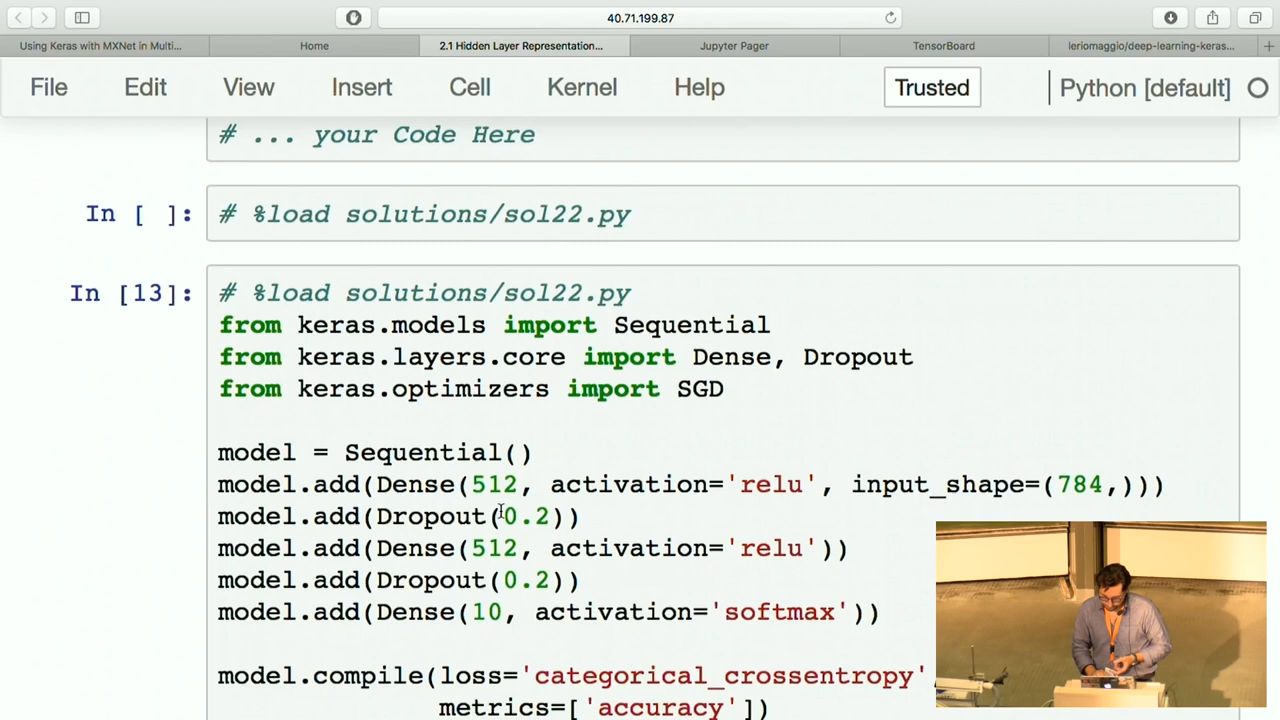 40.71.199.87
Using Keras with MXNet in Multi...
Home
2.1 Hidden Layer Representation...
Jupyter Pager
TensorBoard
leriomaggio/deep-learning-keras...
File Edit View Insert Cell Kernel Help Trusted Python [default]
# ... your Code Here
In [ ]: # %load solutions/sol22.py
In [13]: # %load solutions/sol22.py
from keras.models import Sequential
from keras.layers.core import Dense, Dropout
from keras.optimizers import SGD
model = Sequential()
model.add(Dense(512, activation='relu', input_shape=(784,)))
model.add(Dropout(0.2))
model.add(Dense(512, activation='relu'))
model.add(Dropout(0.2))
model.add(Dense(10, activation='softmax'))
model.compile(loss='categorical_crossentropy'
metrics=['accuracy'])